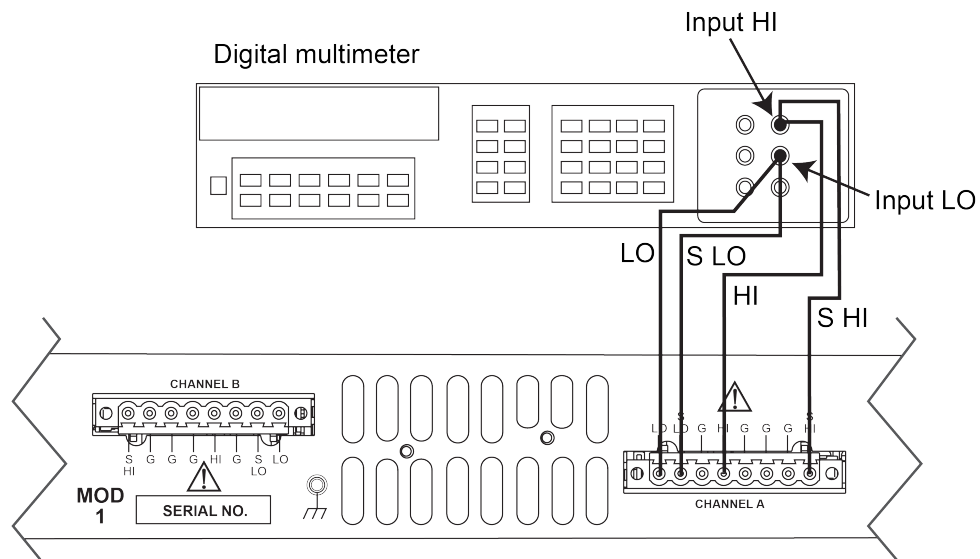 Input HI
Digital multimeter
Input LO
LO
S LO
HI
S HI
CHANNEL B
S HI
G
G
G
HI
G
S LO
LO
MOD 1
SERIAL NO.
LO
S LO
G
HI
G
G
G
S HI
CHANNEL A